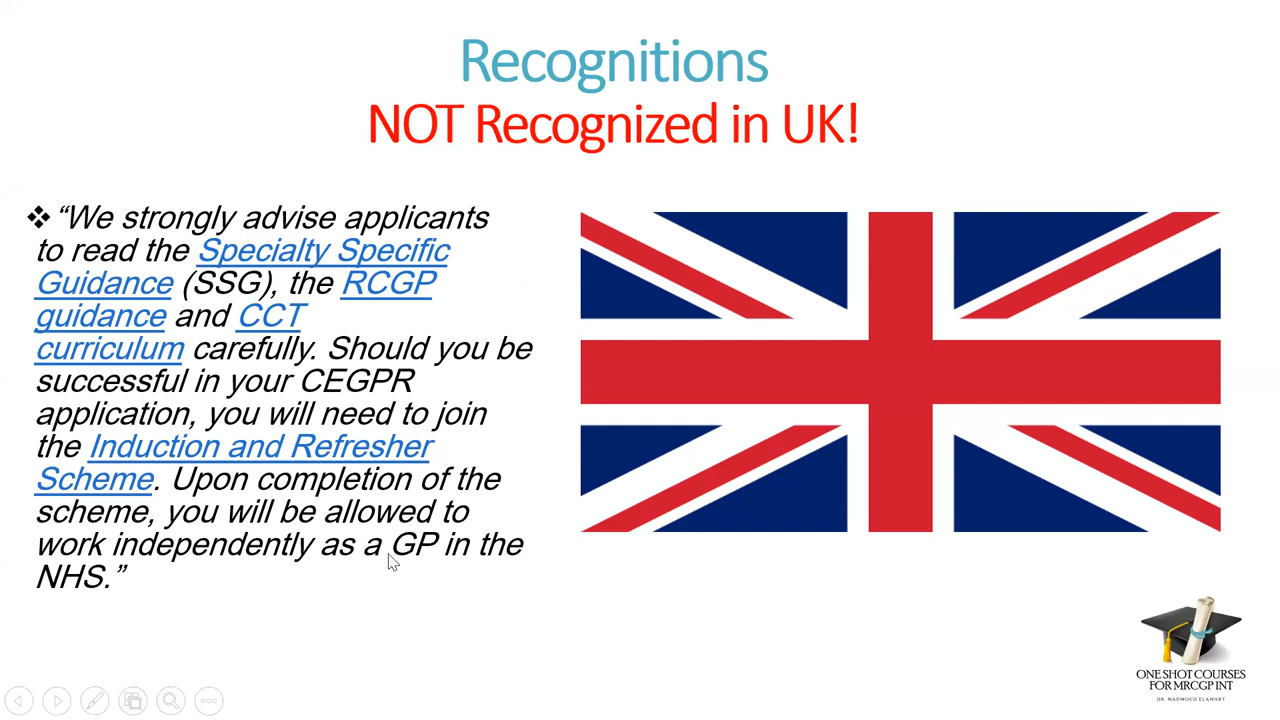 Recognitions
NOT Recognized in UK!
“We strongly advise applicants
to read the Specialty Specific
Guidance (SSG), the RCGP
guidance and CCT
curriculum carefully. Should you be
successful in your CEGPR
application, you will need to join
the Induction and Refresher
Scheme. Upon completion of the
scheme, you will be allowed to
work independently as a GP in the
NHS.”
ONE SHOT COURSES
FOR MRCGP INT
DR. MAHMOUD ELAMARY